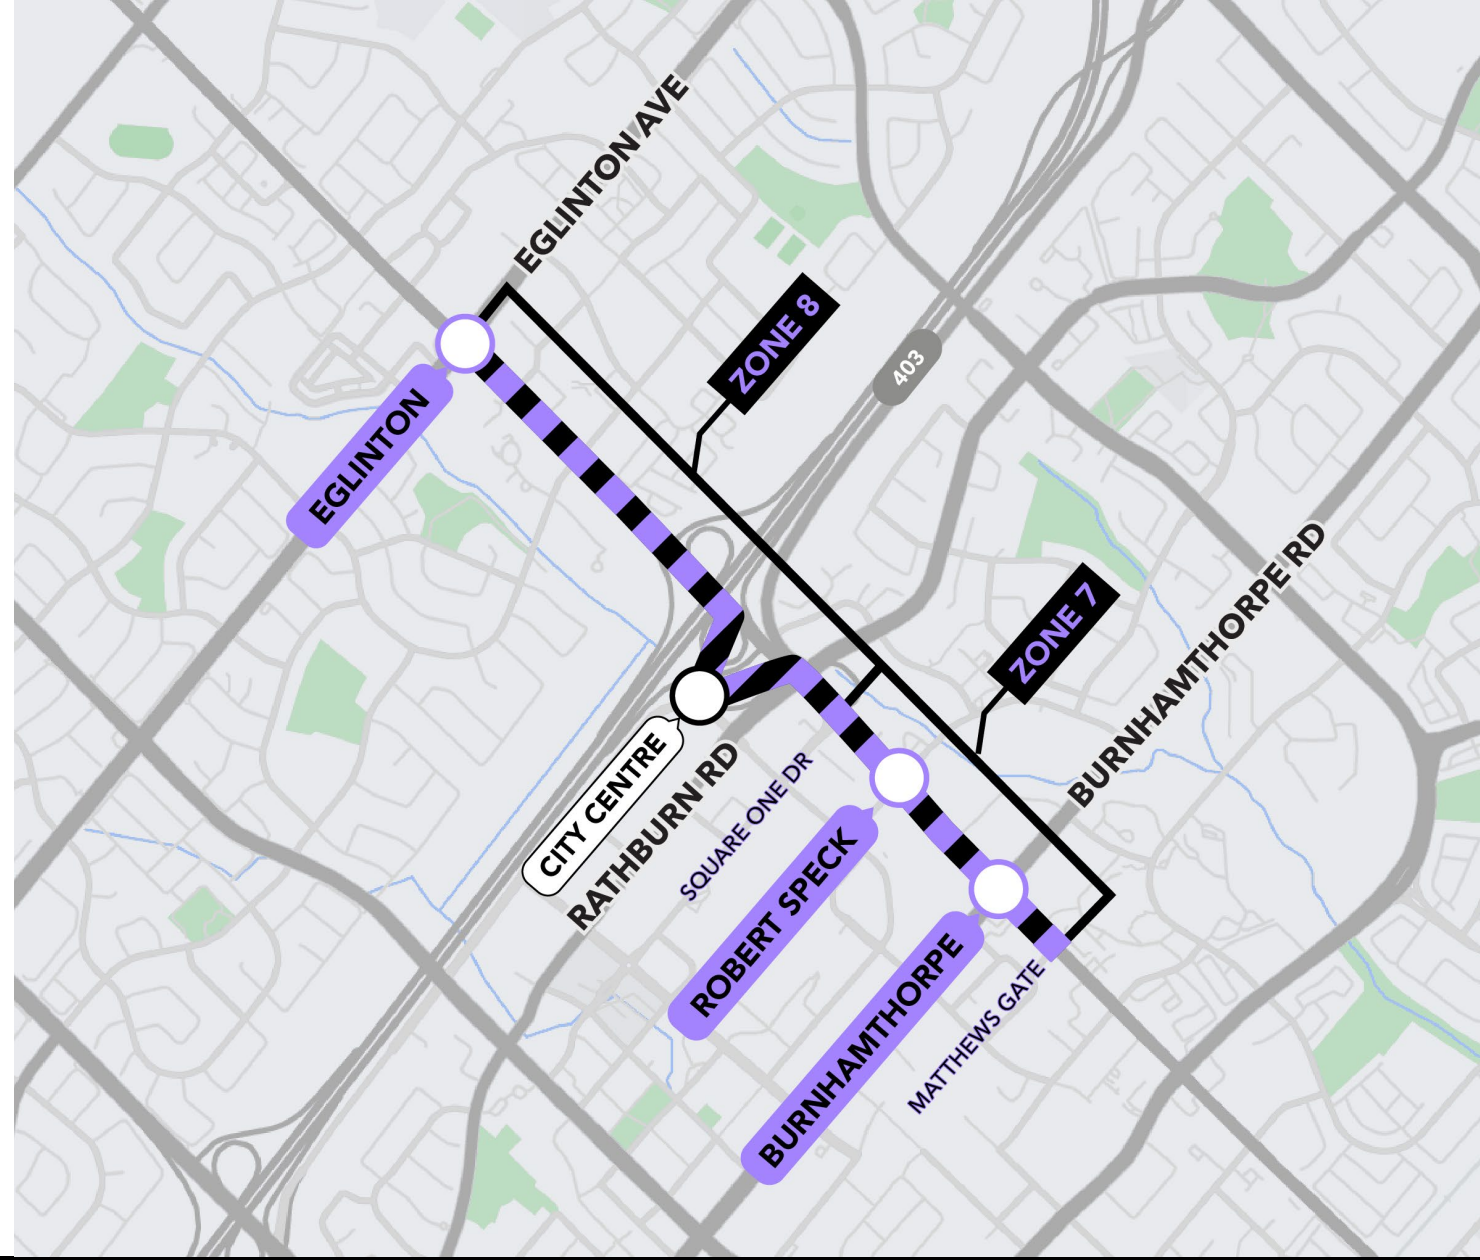 EGLINTON AVE
ZONE 8
403
EGLINTON
ZONE 7
BURNHAMTHORPE RD
CITY CENTRE
RATHBURN RD
SQUARE ONE DR
ROBERT SPECK
BURNHAMTHORPE
MATTHEWS GATE